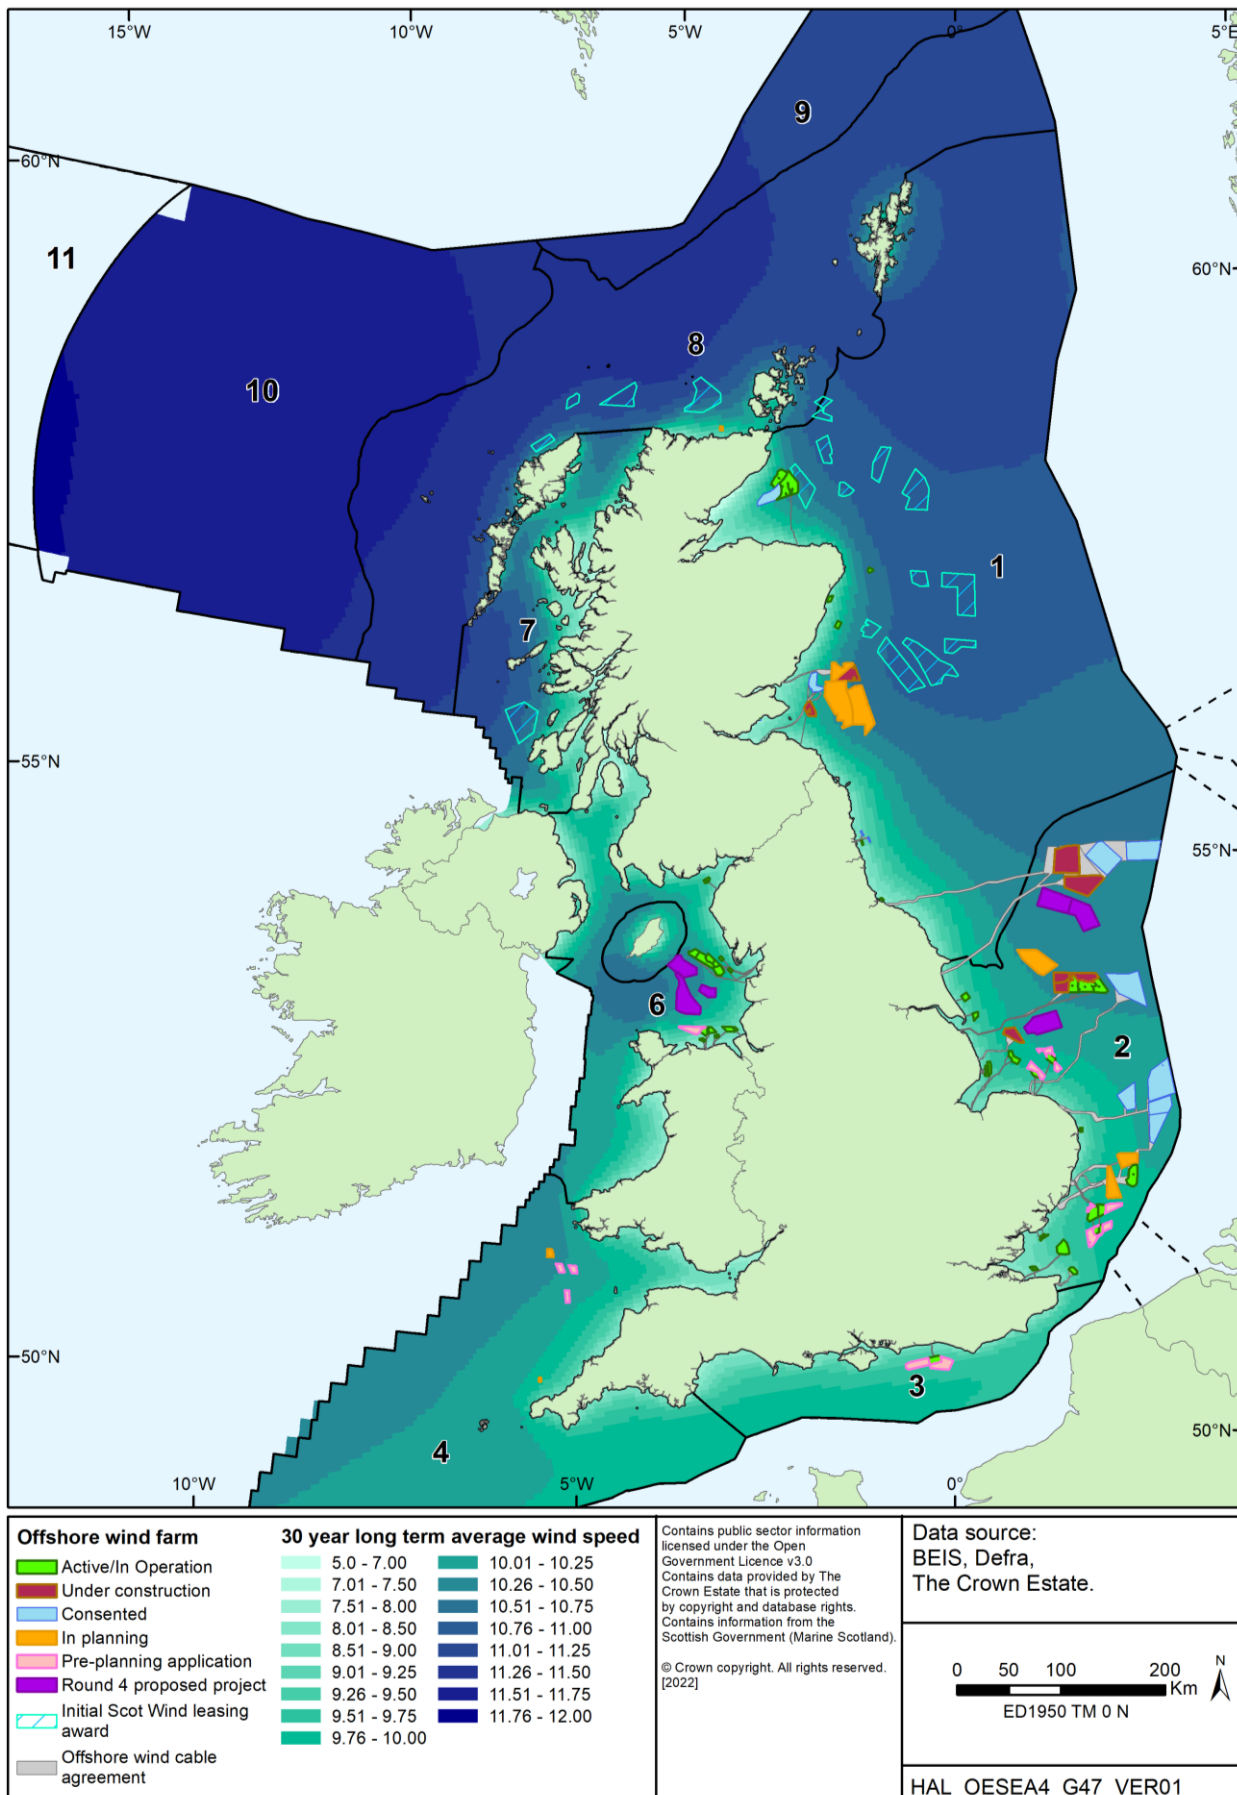 15°W
10°W
5°W
0°
5°E
9
60°N
11
60°N
8
10
1
7
55°N
55°N
6
2
50°N
3
50°N
4
10°W
5°W
0°
Offshore wind farm
Active/In Operation
Under construction
Consented
In planning
Pre-planning application
Round 4 proposed project
Initial Scot Wind leasing
award
Offshore wind cable
agreement
30 year long term average wind speed
5.0 - 7.00
7.01 - 7.50
7.51 - 8.00
8.01 - 8.50
8.51 - 9.00
9.01 - 9.25
9.26 - 9.50
9.51 - 9.75
9.76 - 10.00
10.01 - 10.25
10.26 - 10.50
10.51 - 10.75
10.76 - 11.00
11.01 - 11.25
11.26 - 11.50
11.51 - 11.75
11.76 - 12.00
Contains public sector information
licensed under the Open
Government Licence v3.0
Contains data provided by The
Crown Estate that is protected
by copyright and database rights.
Contains information from the
Scottish Government (Marine Scotland).
© Crown copyright. All rights reserved.
[2022]
Data source:
BEIS, Defra,
The Crown Estate.
0 50 100 200
Km
N
ED1950 TM 0 N
HAL_OESEA4_G47_VER01